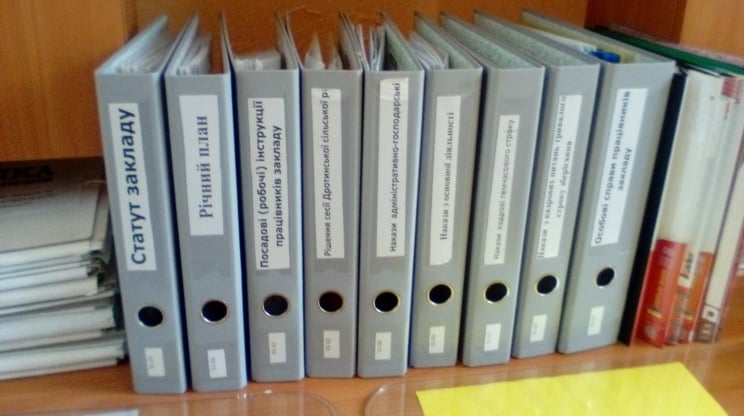 Статут закладу
Річний план
Посадові (робочі) інструкції
працівників закладу
Рішення сесії Дротинської сільської ра
Накази адміністративно-господарські
Накази з основної діяльності
Накази кадрові тимчасового строку
Накази з кадрових питань тривалого
строку зберігання
Особові справи працівників
закладу